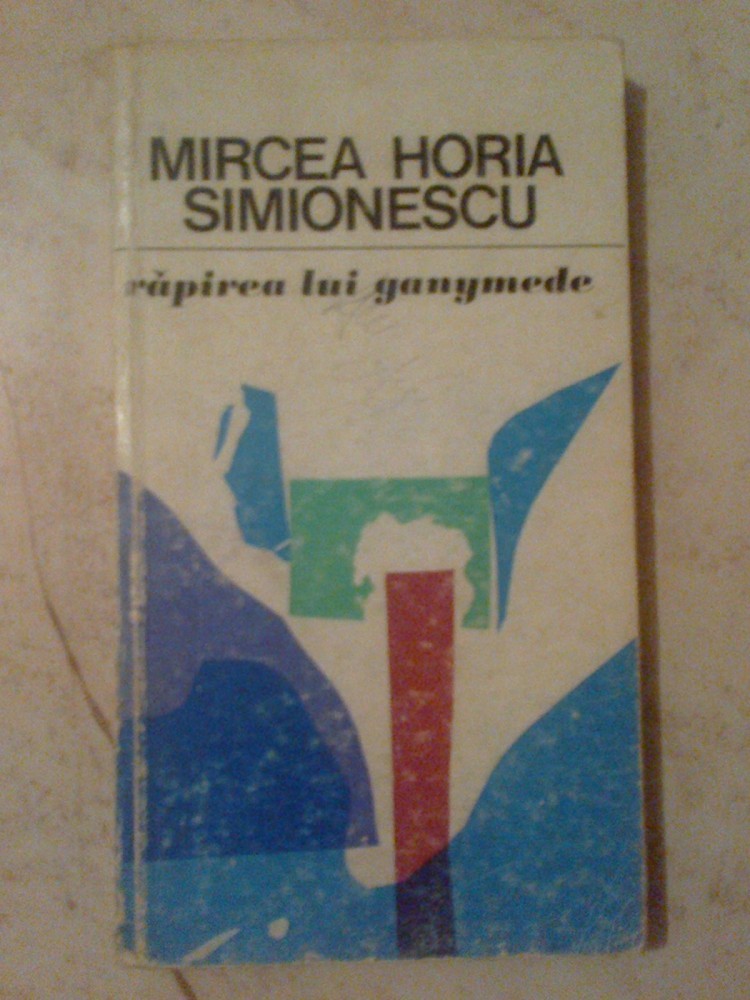 MIRCEA HORIA
SIMIONESCU
răpirea lui ganymede